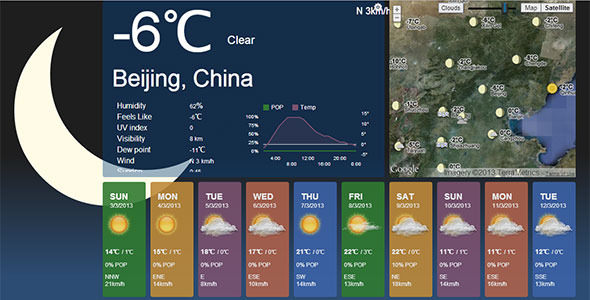 -6℃
Clear
N 3km/h
Beijing, China
Humidity 62%
Feels Like -6℃
UV index 0
Visibility 8 km
Dew point -11℃
Wind N 3 km/h
POP Temp
100%
75%
50%
25%
0%
15°
10°
5°
0°
-5°
4:00 8:00 16:00 0:00
Clouds
Map Satellite
Google
Imagery ©2013 TerraMetrics
SUN
3/3/2013
14℃ / 1℃
0% POP
NNW
21km/h
MON
4/3/2013
15℃ / 1℃
0% POP
ENE
14km/h
TUE
5/3/2013
18℃ / 0℃
0% POP
E
8km/h
WED
6/3/2013
17℃ / 0℃
0% POP
ESE
10km/h
THU
7/3/2013
21℃ / 0℃
0% POP
SW
14km/h
FRI
8/3/2013
22℃ / 7℃
0% POP
ESE
13km/h
SAT
9/3/2013
22℃ / 0℃
10% POP
NE
18km/h
SUN
10/3/2013
11℃ / 1℃
0% POP
SE
14km/h
MON
11/3/2013
11℃ / 1℃
0% POP
ESE
16km/h
TUE
12/3/2013
12℃ / 4℃
0% POP
SSE
13km/h